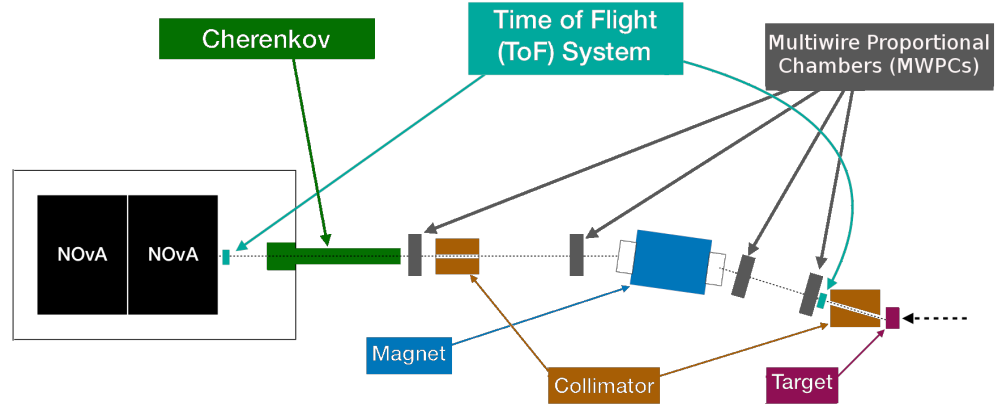 Cherenkov
Time of Flight
(ToF) System
Multiwire Proportional
Chambers (MWPCs)
NOvA
NOvA
Magnet
Collimator
Target